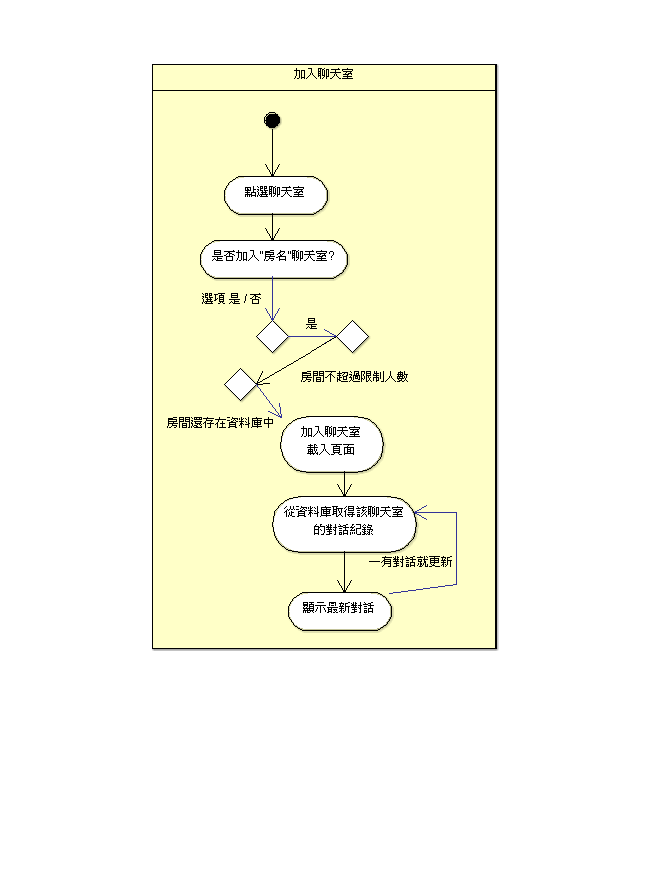 加入聊天室
點選聊天室
是否加入"房名"聊天室?
選項 是 / 否
是
房間不超過限制人數
房間還存在資料庫中
加入聊天室
載入頁面
從資料庫取得該聊天室
的對話紀錄
一有對話就更新
顯示最新對話